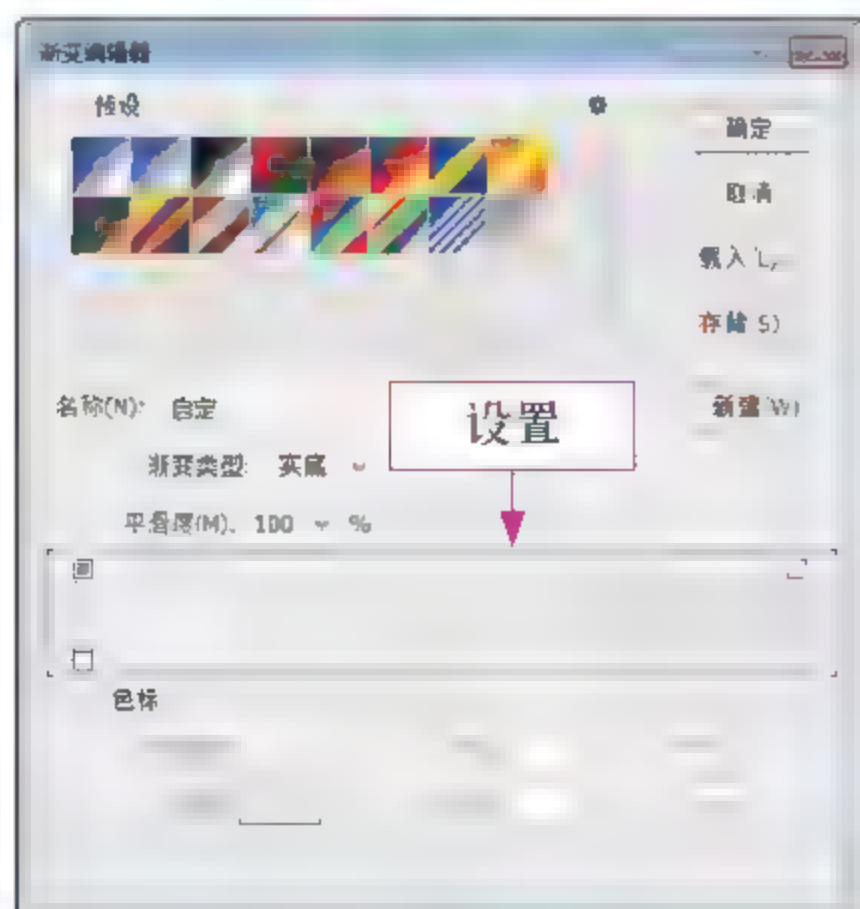 渐变编辑器
预设
确定
取消
载入(L)
存储(S)
名称(N): 自定
新建(W)
设置
渐变类型: 实底
平滑度(M): 100 %
色标